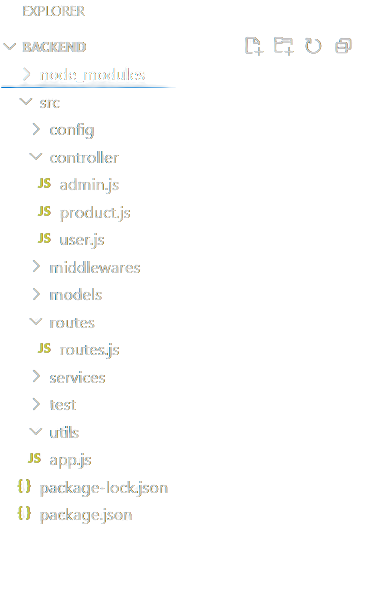 EXPLORER
BACKEND
node_modules
src
config
controller
JS admin.js
JS product.js
JS user.js
middlewares
models
routes
JS routes.js
services
test
utils
JS app.js
{} package-lock.json
{} package.json